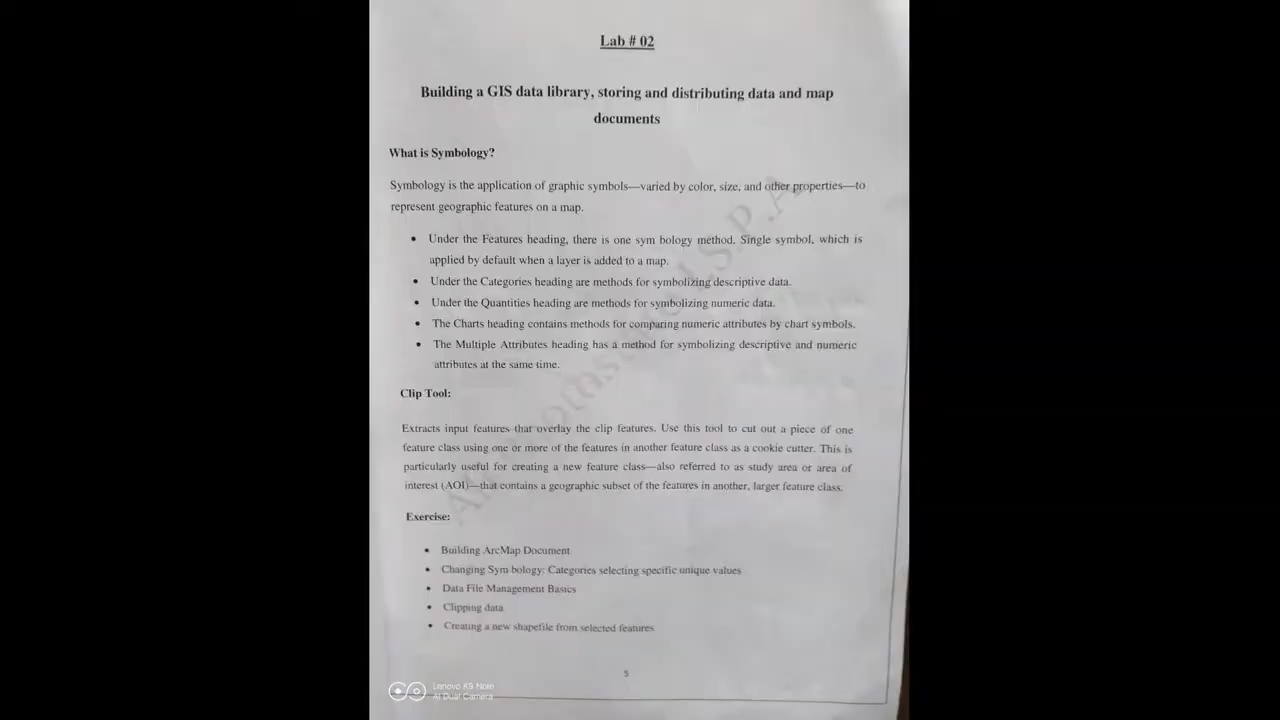 Lab # 02
Building a GIS data library, storing and distributing data and map
documents
What is Symbology?
Symbology is the application of graphic symbols—varied by color, size, and other properties—to
represent geographic features on a map.
• Under the Features heading, there is one sym bology method. Single symbol, which is
applied by default when a layer is added to a map.
• Under the Categories heading are methods for symbolizing descriptive data.
• Under the Quantities heading are methods for symbolizing numeric data.
• The Charts heading contains methods for comparing numeric attributes by chart symbols.
• The Multiple Attributes heading has a method for symbolizing descriptive and numeric
attributes at the same time.
Clip Tool:
Extracts input features that overlay the clip features. Use this tool to cut out a piece of one
feature class using one or more of the features in another feature class as a cookie cutter. This is
particularly useful for creating a new feature class—also referred to as study area or area of
interest (AOI)—that contains a geographic subset of the features in another, larger feature class.
Exercise:
• Building ArcMap Document
• Changing Sym bology: Categories selecting specific unique values
• Data File Management Basics
• Clipping data
• Creating a new shapefile from selected features
5
Lenovo K9 Note
AI Dual Camera